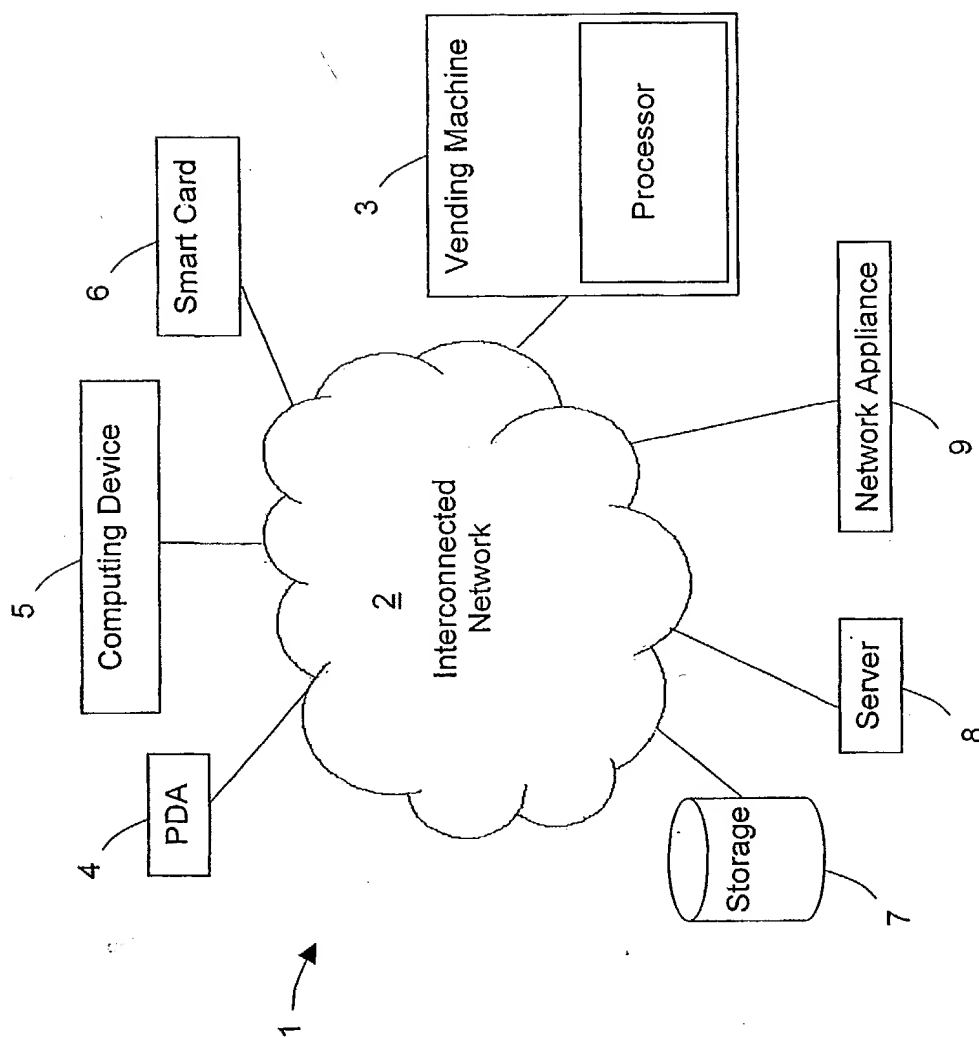 5
Computing Device
6
Smart Card
4
PDA
3
Vending Machine
Processor
2
Interconnected
Network
1
Storage
7
Server
8
Network Appliance
9